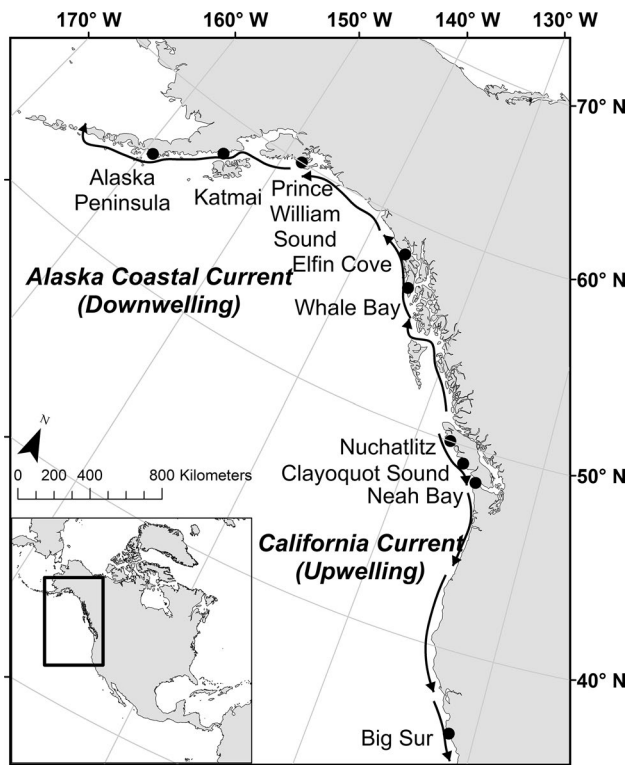 170° W
160° W
150° W
140° W
130° W
70° N
Alaska
Peninsula
Katmai
Prince
William
Sound
Alaska Coastal Current
(Downwelling)
Elfin Cove
60° N
Whale Bay
N
0 200 400 800 Kilometers
Nuchatlitz
Clayoquot Sound
Neah Bay
50° N
California Current
(Upwelling)
40° N
Big Sur